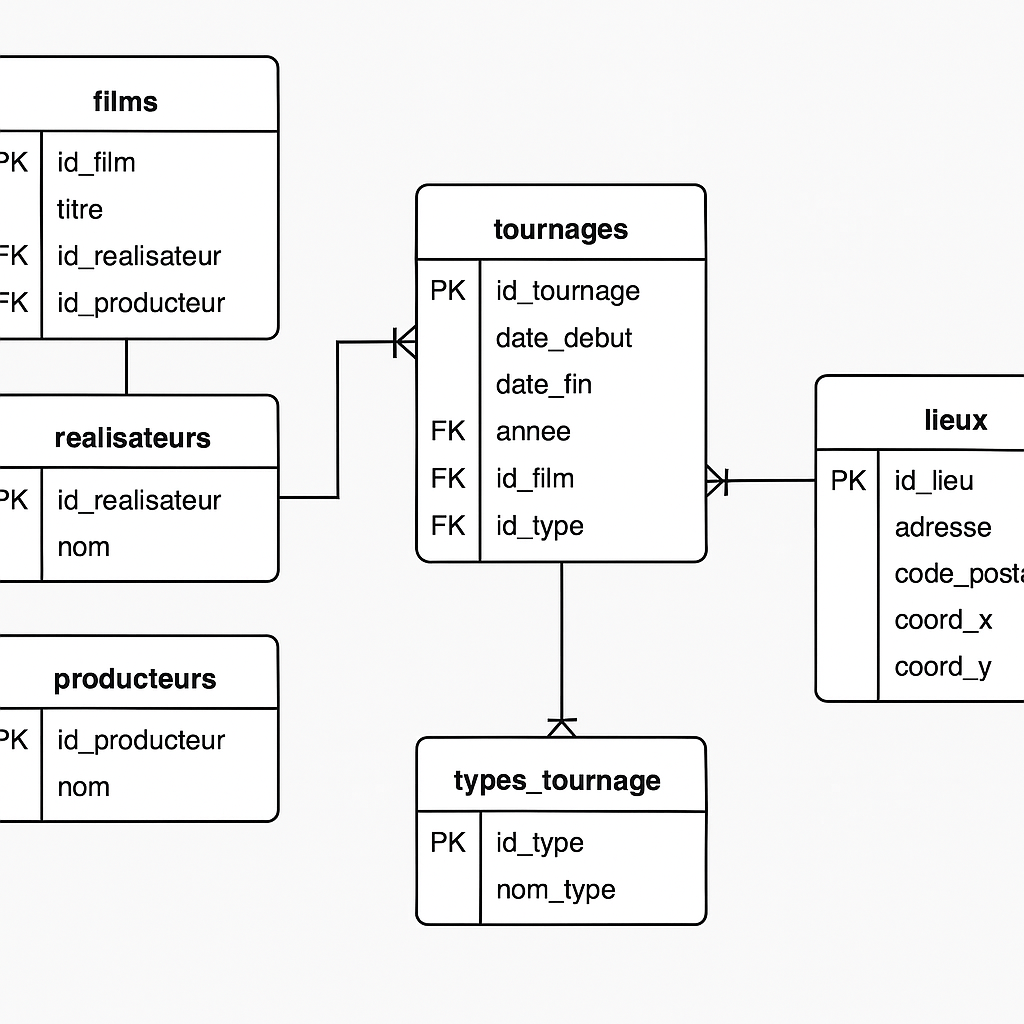 films
PK id_film
titre
FK id_realisateur
FK id_producteur
realisateurs
PK id_realisateur
nom
producteurs
PK id_producteur
nom
tournages
PK id_tournage
date_debut
date_fin
FK annee
FK id_film
FK id_type
types_tournage
PK id_type
nom_type
lieux
PK id_lieu
adresse
code_posta
coord_x
coord_y